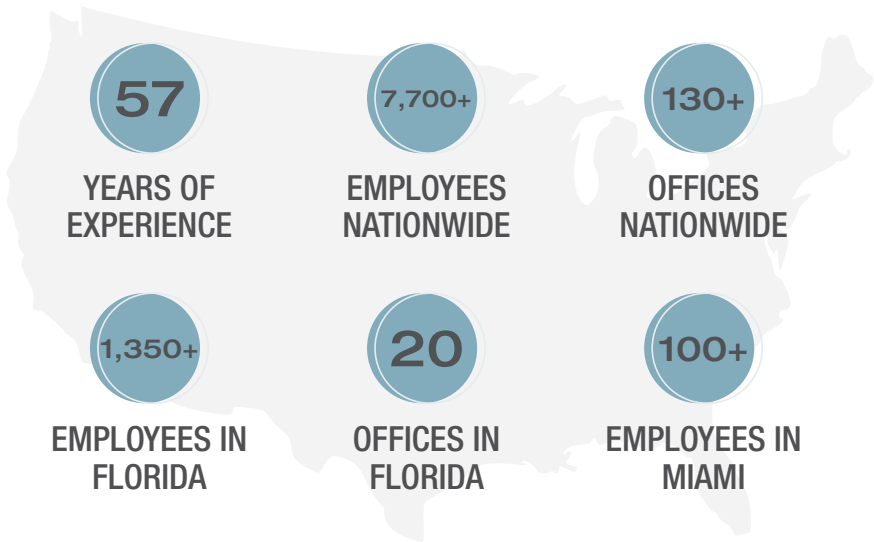 57
YEARS OF
EXPERIENCE
7,700+
EMPLOYEES
NATIONWIDE
130+
OFFICES
NATIONWIDE
1,350+
EMPLOYEES IN
FLORIDA
20
OFFICES IN
FLORIDA
100+
EMPLOYEES IN
MIAMI